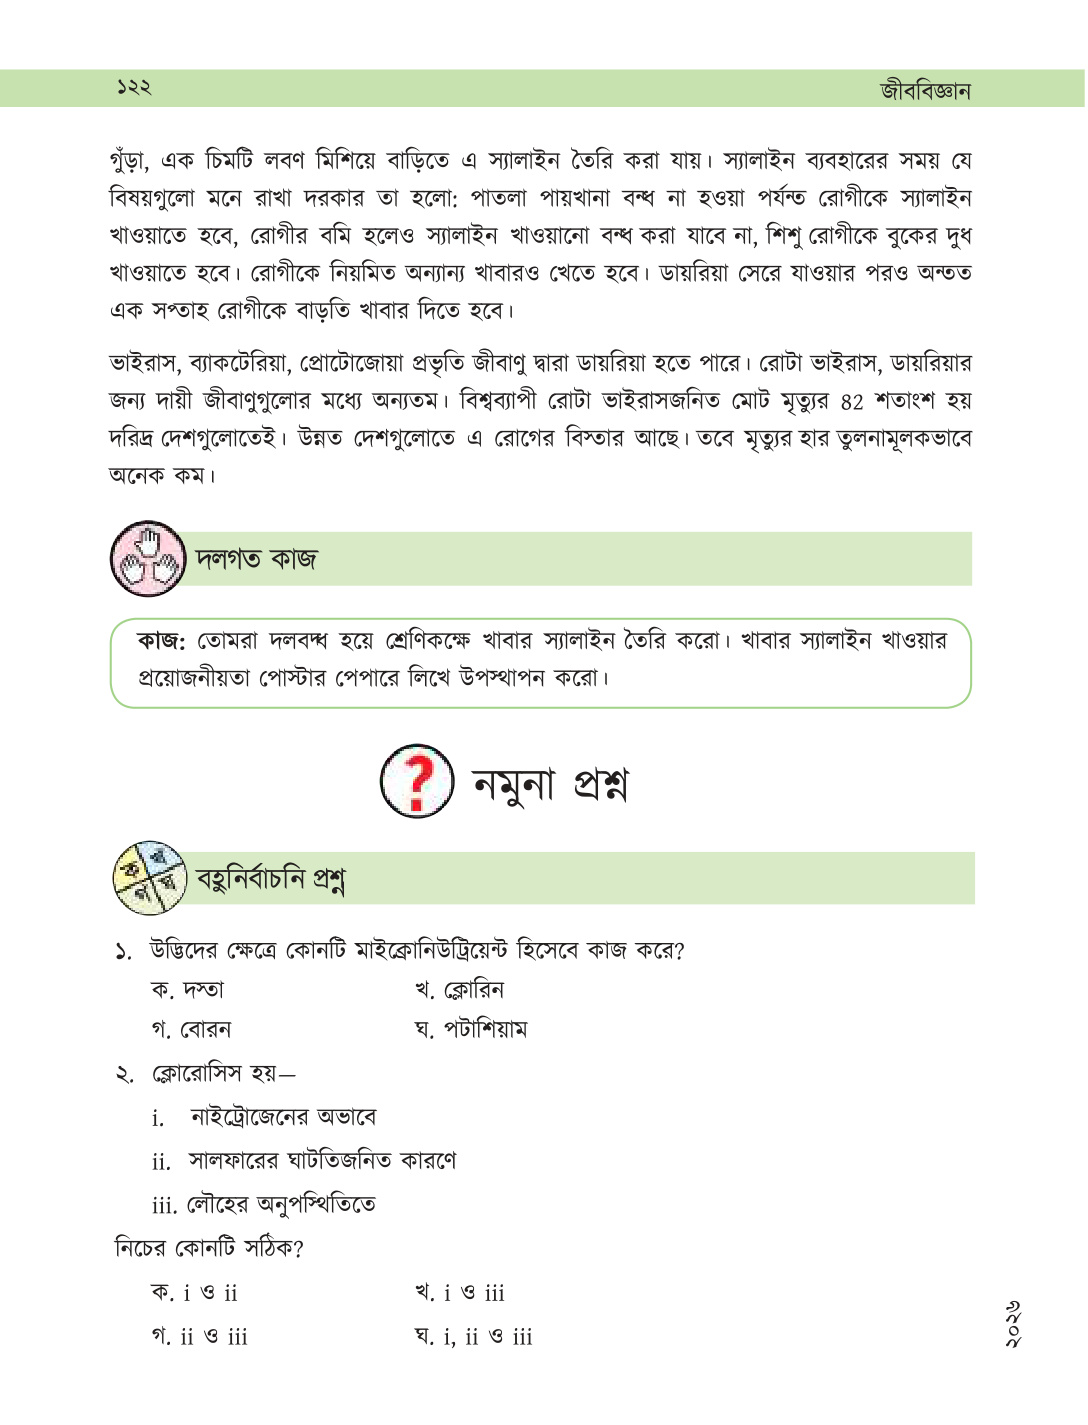 ১২২
জীববিজ্ঞান
গুঁড়া, এক চিমটি লবণ মিশিয়ে বাড়িতে এ স্যালাইন তৈরি করা যায়। স্যালাইন ব্যবহারের সময় যে
বিষয়গুলো মনে রাখা দরকার তা হলো: পাতলা পায়খানা বন্ধ না হওয়া পর্যন্ত রোগীকে স্যালাইন
খাওয়াতে হবে, রোগীর বমি হলেও স্যালাইন খাওয়ানো বন্ধ করা যাবে না, শিশু রোগীকে বুকের দুধ
খাওয়াতে হবে। রোগীকে নিয়মিত অন্যান্য খাবারও খেতে হবে। ডায়রিয়া সেরে যাওয়ার পরও অন্তত
এক সপ্তাহ রোগীকে বাড়তি খাবার দিতে হবে।
ভাইরাস, ব্যাকটেরিয়া, প্রোটোজোয়া প্রভৃতি জীবাণু দ্বারা ডায়রিয়া হতে পারে। রোটা ভাইরাস, ডায়রিয়ার
জন্য দায়ী জীবাণুগুলোর মধ্যে অন্যতম। বিশ্বব্যাপী রোটা ভাইরাসজনিত মোট মৃত্যুর 82 শতাংশ হয়
দরিদ্র দেশগুলোতেই। উন্নত দেশগুলোতে এ রোগের বিস্তার আছে। তবে মৃত্যুর হার তুলনামূলকভাবে
অনেক কম।
দলগত কাজ
কাজ: তোমরা দলবদ্ধ হয়ে শ্রেণিকক্ষে খাবার স্যালাইন তৈরি করো। খাবার স্যালাইন খাওয়ার
প্রয়োজনীয়তা পোস্টার পেপারে লিখে উপস্থাপন করো।
? নমুনা প্রশ্ন
ক খ
গ ঘ
বহুনির্বাচনি প্রশ্ন
১. উদ্ভিদের ক্ষেত্রে কোনটি মাইক্রোনিউট্রিয়েন্ট হিসেবে কাজ করে?
ক. দস্তা খ. ক্লোরিন
গ. বোরন ঘ. পটাশিয়াম
২. ক্লোরোসিস হয়—
i. নাইট্রোজেনের অভাবে
ii. সালফারের ঘাটতিজনিত কারণে
iii. লৌহের অনুপস্থিতিতে
নিচের কোনটি সঠিক?
ক. i ও ii খ. i ও iii
গ. ii ও iii ঘ. i, ii ও iii
২০২৬